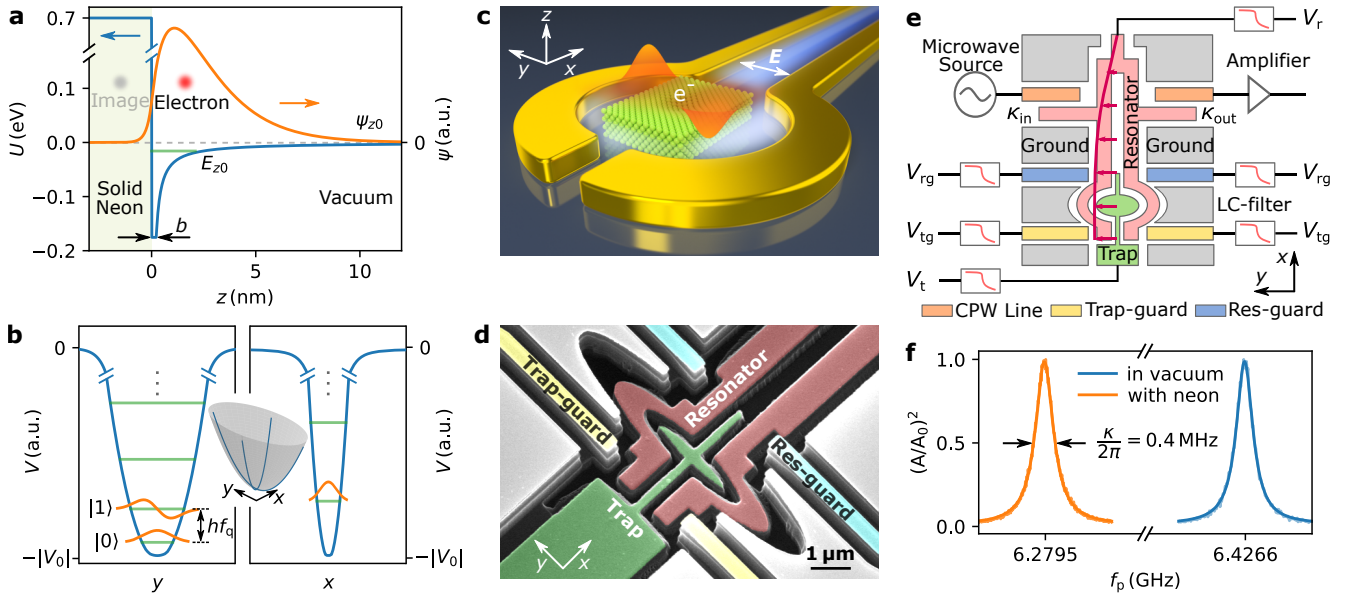 a
0.7
0.1
0.0
−0.1
−0.2
U (eV)
Image
Electron
ψz0
Ez0
Solid
Neon
Vacuum
b
0
ψ (a.u.)
0
5
10
z (nm)
b
0
V (a.u.)
−|V0|
|1⟩
|0⟩
hfq
y
x
y
x
0
V (a.u.)
−|V0|
c
z
y
x
E
e−
d
Trap-guard
Resonator
Res-guard
Trap
y
x
1 μm
e
Vr
Microwave
Source
Amplifier
κin
κout
Resonator
Ground
Ground
Vrg
Vrg
LC-filter
Vtg
Vtg
Trap
Vt
x
y
CPW Line
Trap-guard
Res-guard
f
1.0
0.5
0.0
(A/A0)2
in vacuum
with neon
κ
2π
= 0.4 MHz
6.2795
6.4266
fp (GHz)